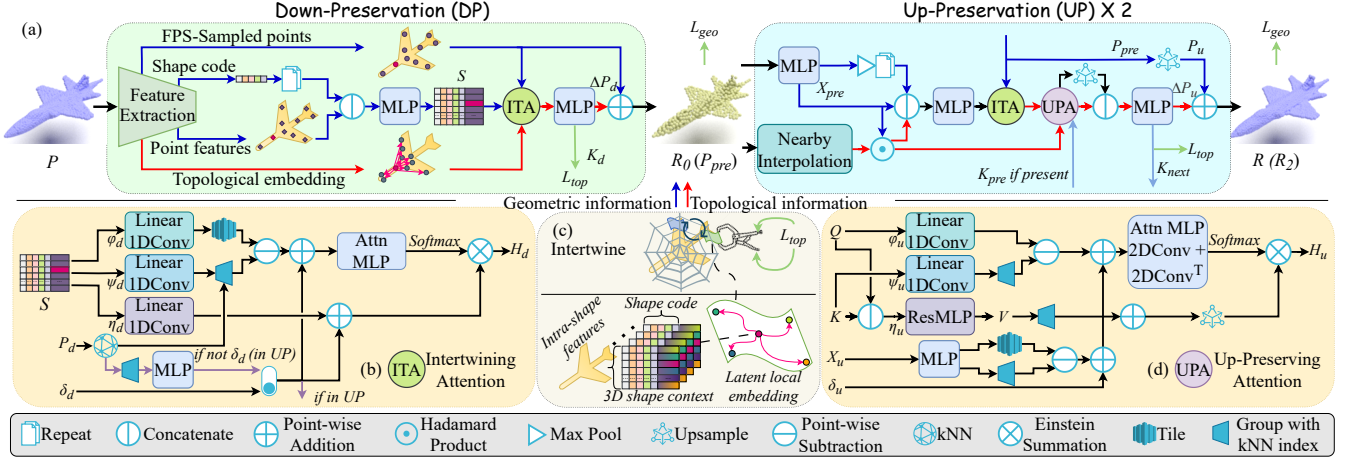 Down-Preservation (DP)
Up-Preservation (UP) X 2
(a)
FPS-Sampled points
Shape code
Feature
Extraction
Point features
Topological embedding
S
MLP
ITA
MLP
ΔP_d
K_d
L_top
P
L_geo
R_0 (P_pre)
MLP
X_pre
Nearby
Interpolation
MLP
ITA
UPA
K_pre if present
P_pre
P_u
ΔP_u
MLP
L_top
K_next
L_geo
R (R_2)
Geometric information
Topological information
S
φ_d
Linear
1DConv
ψ_d
Linear
1DConv
η_d
Linear
1DConv
P_d
MLP
if not δ_d (in UP)
δ_d
if in UP
Attn
MLP
Softmax
H_d
(b)
ITA
Intertwining
Attention
(c)
Intertwine
L_top
Shape code
Intra-shape
features
3D shape context
Latent local
embedding
Q
φ_u
Linear
1DConv
ψ_u
Linear
1DConv
K
η_u
ResMLP
V
X_u
MLP
δ_u
Attn MLP
2DConv +
2DConv^T
Softmax
H_u
(d)
UPA
Up-Preserving
Attention
Repeat
Concatenate
Point-wise
Addition
Hadamard
Product
Max Pool
Upsample
Point-wise
Subtraction
kNN
Einstein
Summation
Tile
Group with
kNN index